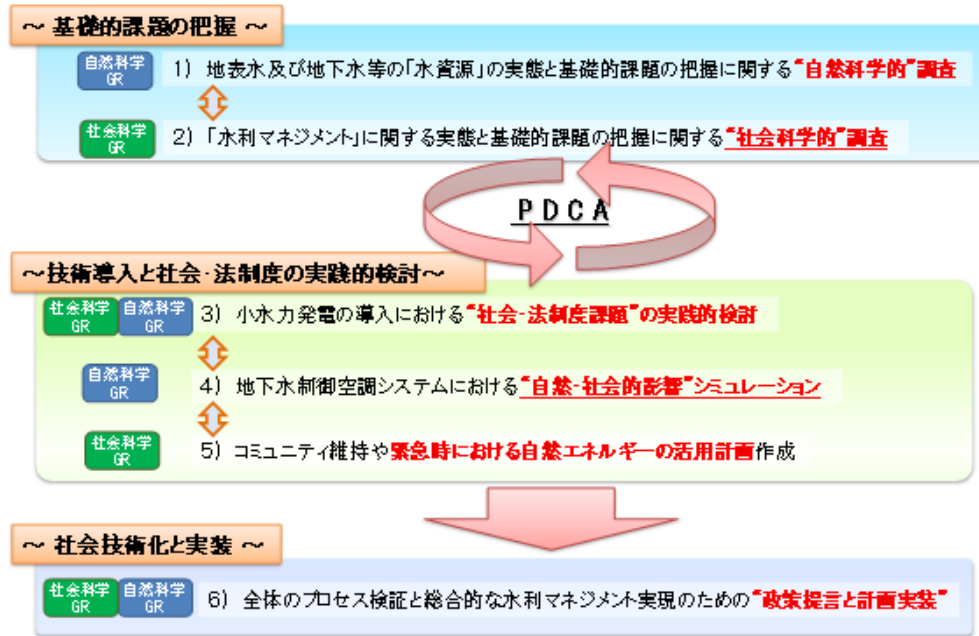 ～ 基礎的課題の把握 ～
自然科学
GR
1) 地表水及び地下水等の「水資源」の実態と基礎的課題の把握に関する“自然科学的”調査
社会科学
GR
2) 「水利マネジメント」に関する実態と基礎的課題の把握に関する“社会科学的”調査
PDCA
～技術導入と社会・法制度の実践的検討～
社会科学
GR
自然科学
GR
3) 小水力発電の導入における“社会・法制度課題”の実践的検討
自然科学
GR
4) 地下水制御空調システムにおける“自然・社会的影響”シミュレーション
社会科学
GR
5) コミュニティ維持や緊急時における自然エネルギーの活用計画作成
～ 社会技術化と実装 ～
社会科学
GR
自然科学
GR
6) 全体のプロセス検証と総合的な水利マネジメント実現のための“政策提言と計画実装”